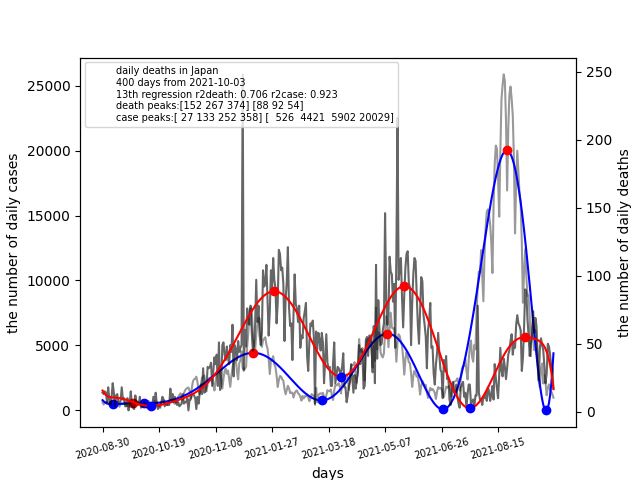 daily deaths in Japan
400 days from 2021-10-03
13th regression r2death: 0.706 r2case: 0.923
death peaks:[152 267 374] [88 92 54]
case peaks:[ 27 133 252 358] [  526  4421  5902 20029]
the number of daily cases
25000
20000
15000
10000
5000
0
250
200
150
100
50
0
the number of daily deaths
2020-08-30
2020-10-19
2020-12-08
2021-01-27
2021-03-18
2021-05-07
2021-06-26
2021-08-15
days